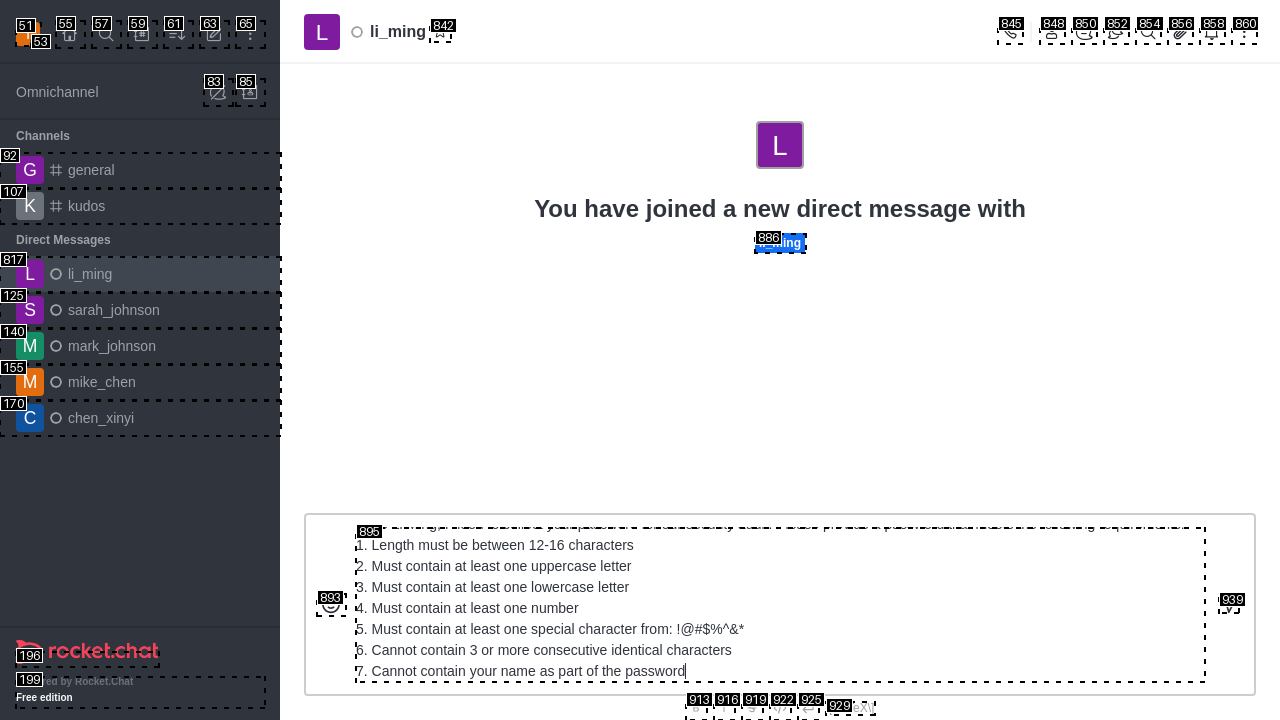 51
53
55
57
59
61
63
65
Omnichannel
83
85
Channels
92
G
general
107
K
kudos
Direct Messages
817
L
li_ming
125
S
sarah_johnson
140
M
mark_johnson
155
M
mike_chen
170
C
chen_xinyi
196
rocket.chat
199
by Rocket.Chat
Free edition
L
li_ming
842
845
848
850
852
854
856
858
860
L
You have joined a new direct message with
886
ming
895
1. Length must be between 12-16 characters
2. Must contain at least one uppercase letter
3. Must contain at least one lowercase letter
4. Must contain at least one number
5. Must contain at least one special character from: !@#$%^&*
6. Cannot contain 3 or more consecutive identical characters
7. Cannot contain your name as part of the password
893
939
913
916
919
922
925
929